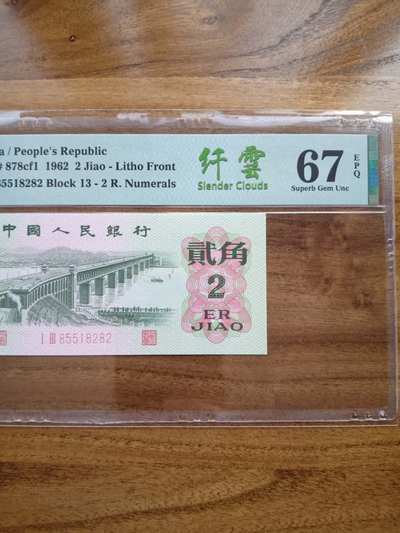 a / People's Republic
# 878cf1 1962 2 Jiao - Litho Front
85518282 Block 13 - 2 R. Numerals
纤雲
Slender Clouds
67
EPQ
Superb Gem Unc
中國人民銀行
貳角
2
ER
JIAO
I III 85518282